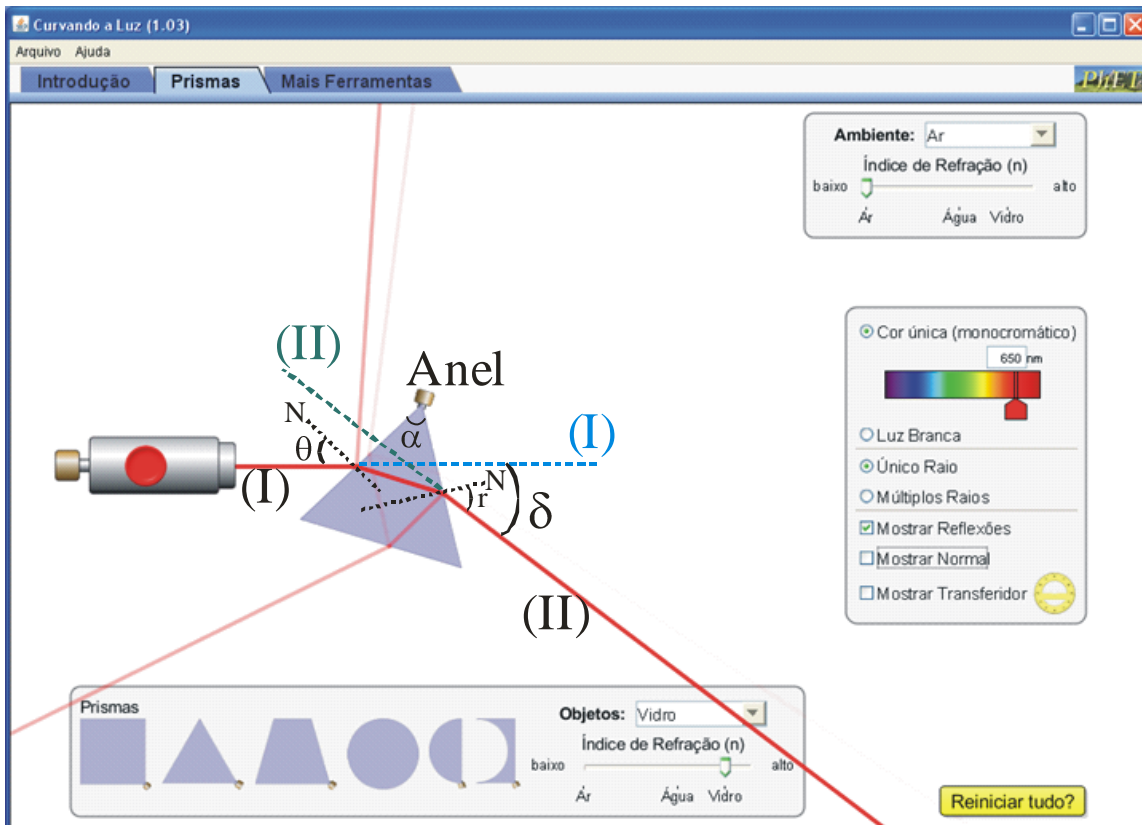 Curvando a Luz (1.03)
Arquivo Ajuda
Introdução Prismas Mais Ferramentas
PhET
Ambiente: Ar
Índice de Refração (n)
baixo alto
Ar Água Vidro
Cor única (monocromático)
650 nm
Luz Branca
Único Raio
Múltiplos Raios
Mostrar Reflexões
Mostrar Normal
Mostrar Transferidor
(II)
Anel
N
α
θ
(I)
(I)
N
r
δ
(II)
Prismas
Objetos: Vidro
Índice de Refração (n)
baixo alto
Ar Água Vidro
Reiniciar tudo?